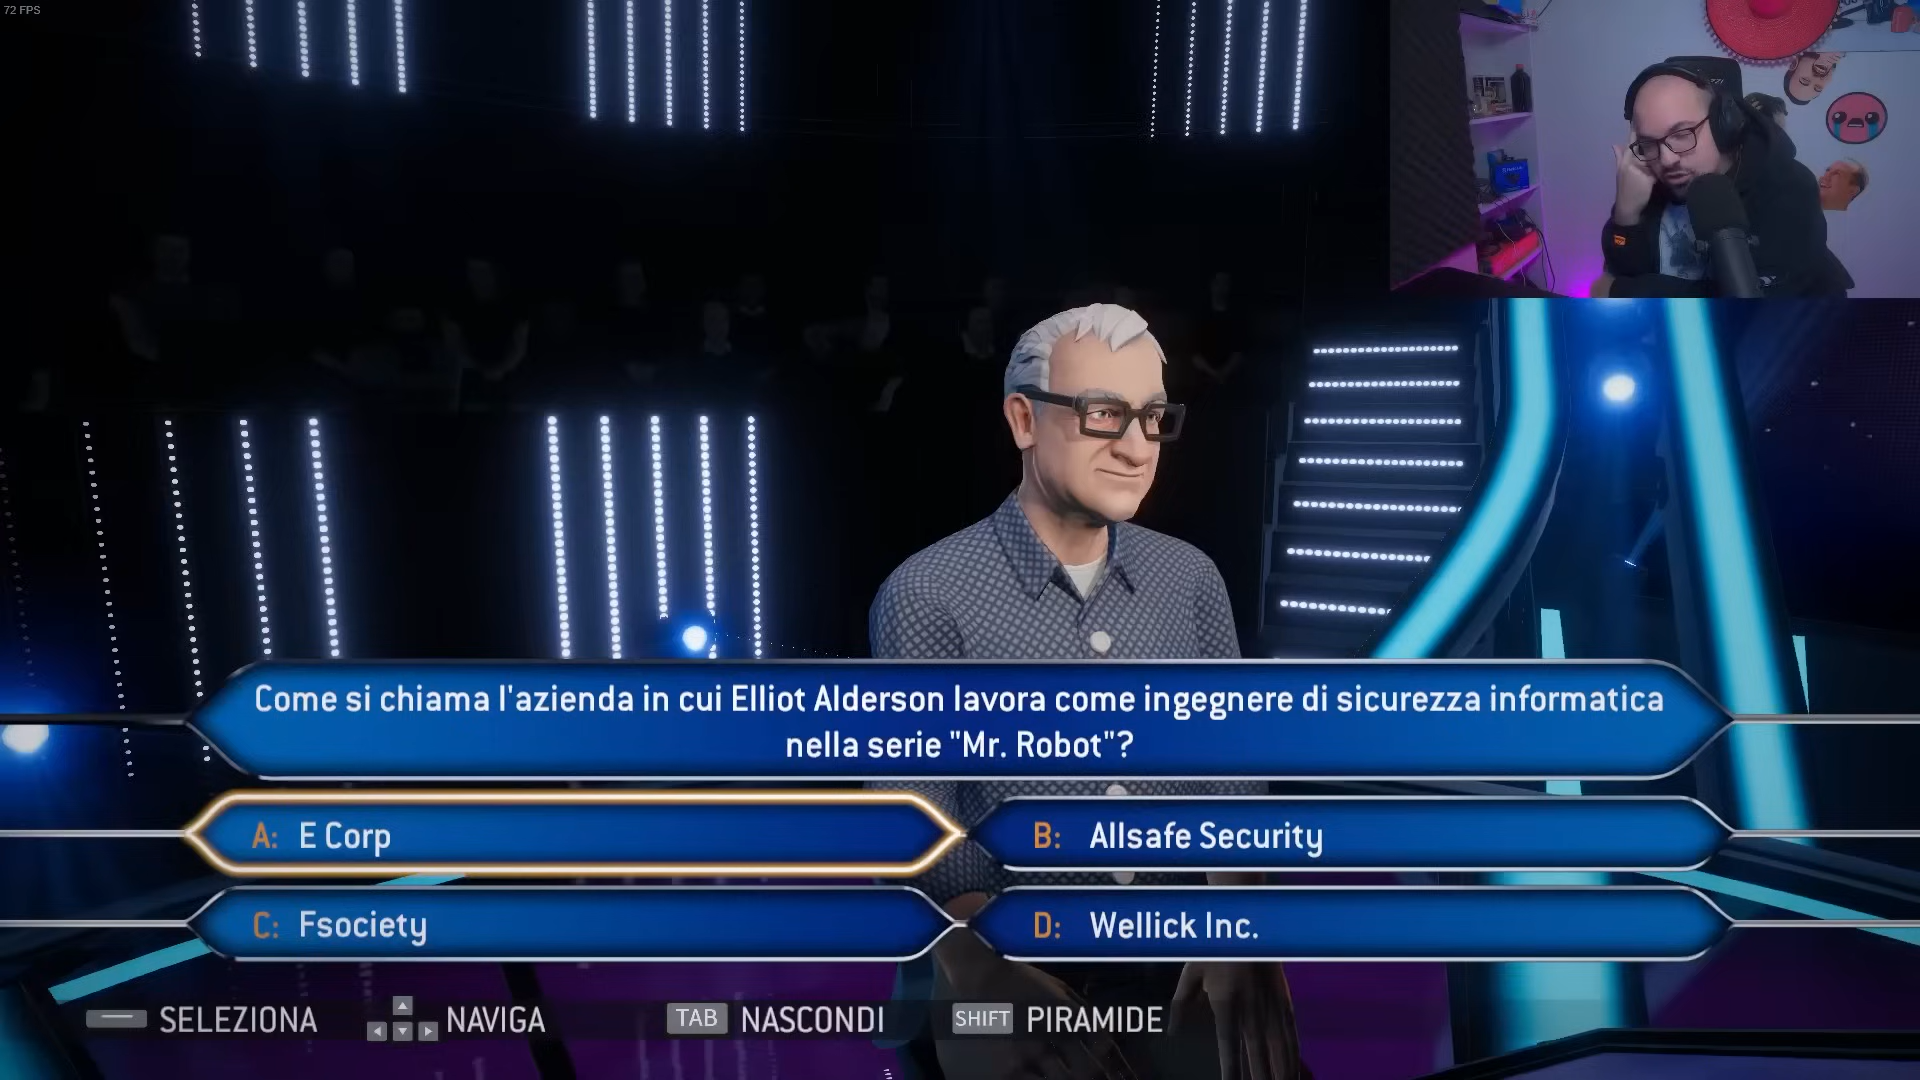 72 FPS
Come si chiama l'azienda in cui Elliot Alderson lavora come ingegnere di sicurezza informatica
nella serie "Mr. Robot"?
A: E Corp
B: Allsafe Security
C: Fsociety
D: Wellick Inc.
SELEZIONA
NAVIGA
TAB NASCONDI
SHIFT PIRAMIDE